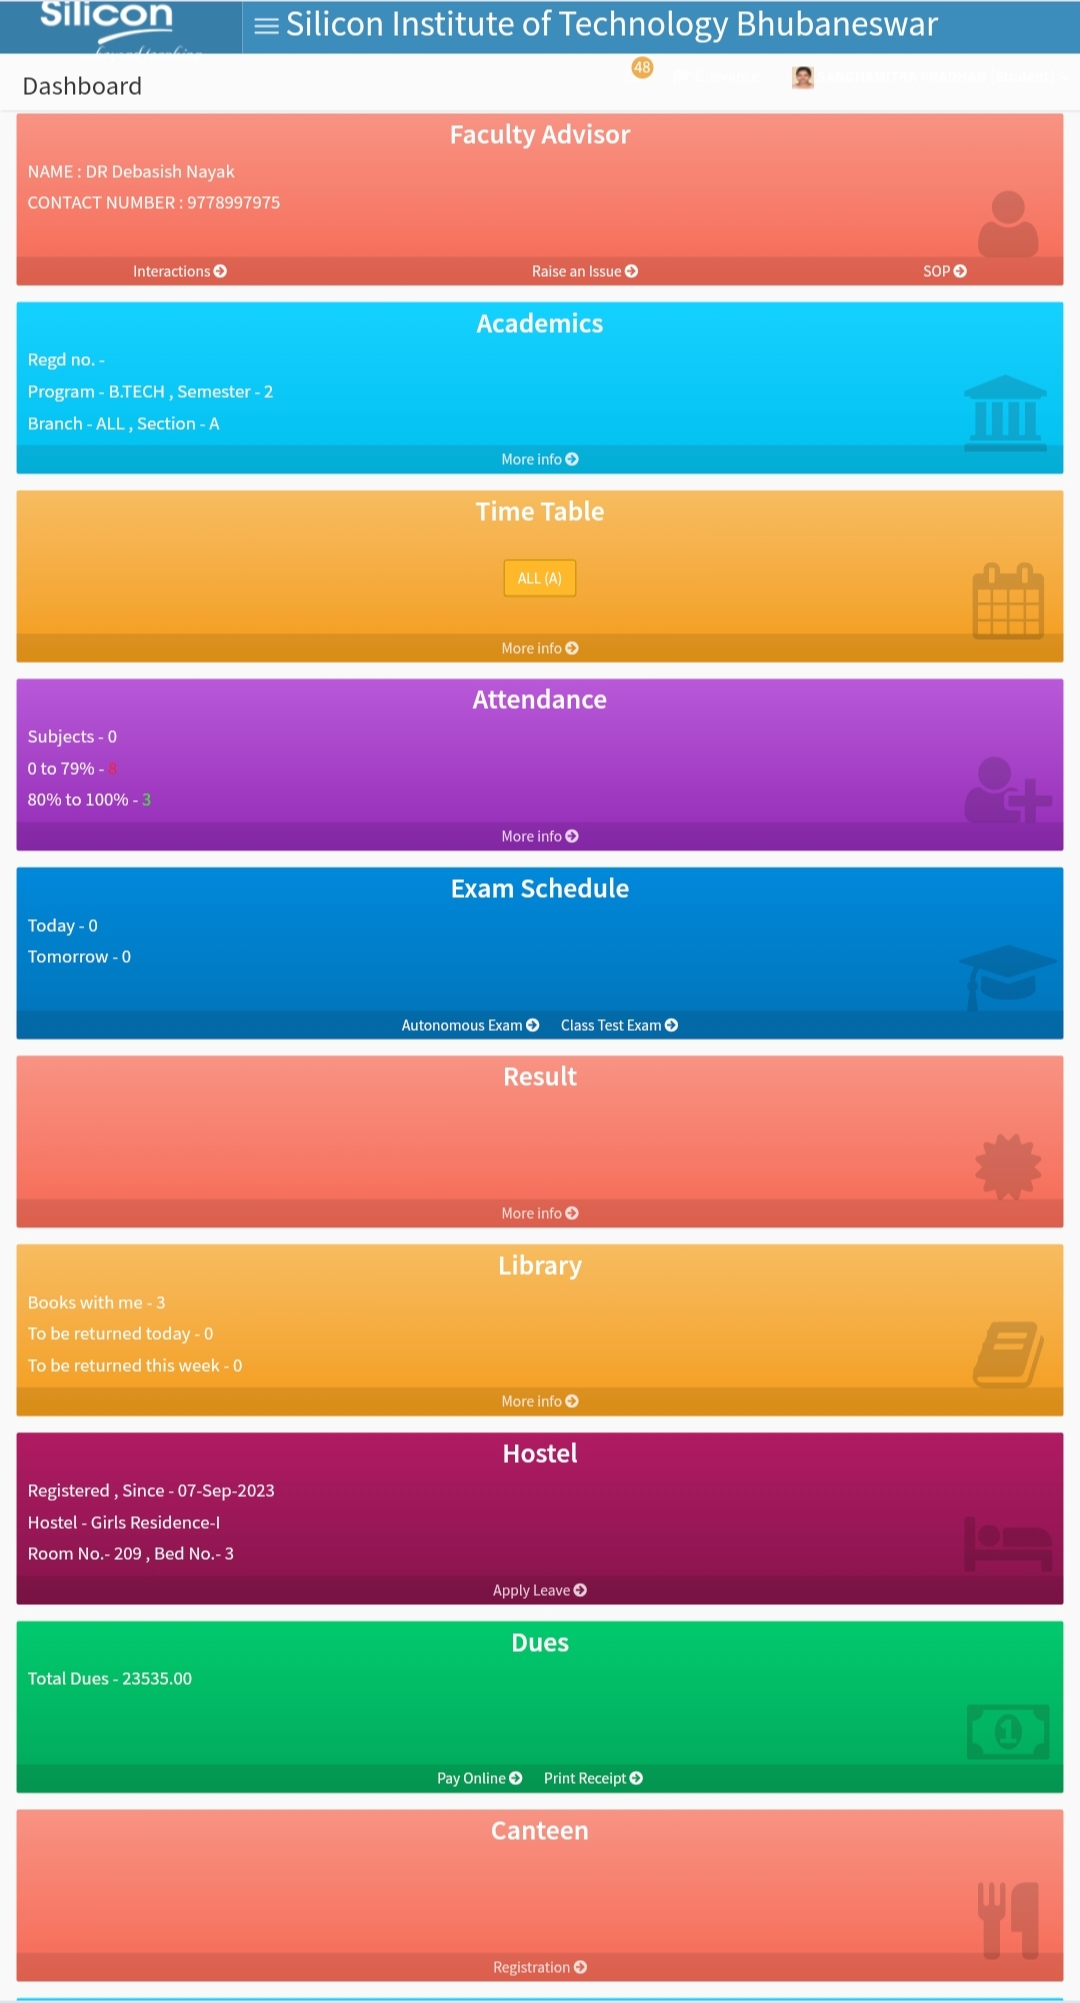 Silicon
beyond teaching
Silicon Institute of Technology Bhubaneswar
48
Dashboard
Faculty Advisor
NAME : DR Debasish Nayak
CONTACT NUMBER : 9778997975
Interactions
Raise an Issue
SOP
Academics
Regd no. -
Program - B.TECH , Semester - 2
Branch - ALL , Section - A
More info
Time Table
ALL (A)
More info
Attendance
Subjects - 0
0 to 79% - 8
80% to 100% - 3
More info
Exam Schedule
Today - 0
Tomorrow - 0
Autonomous Exam
Class Test Exam
Result
More info
Library
Books with me - 3
To be returned today - 0
To be returned this week - 0
More info
Hostel
Registered , Since - 07-Sep-2023
Hostel - Girls Residence-I
Room No.- 209 , Bed No.- 3
Apply Leave
Dues
Total Dues - 23535.00
1
Pay Online
Print Receipt
Canteen
Registration